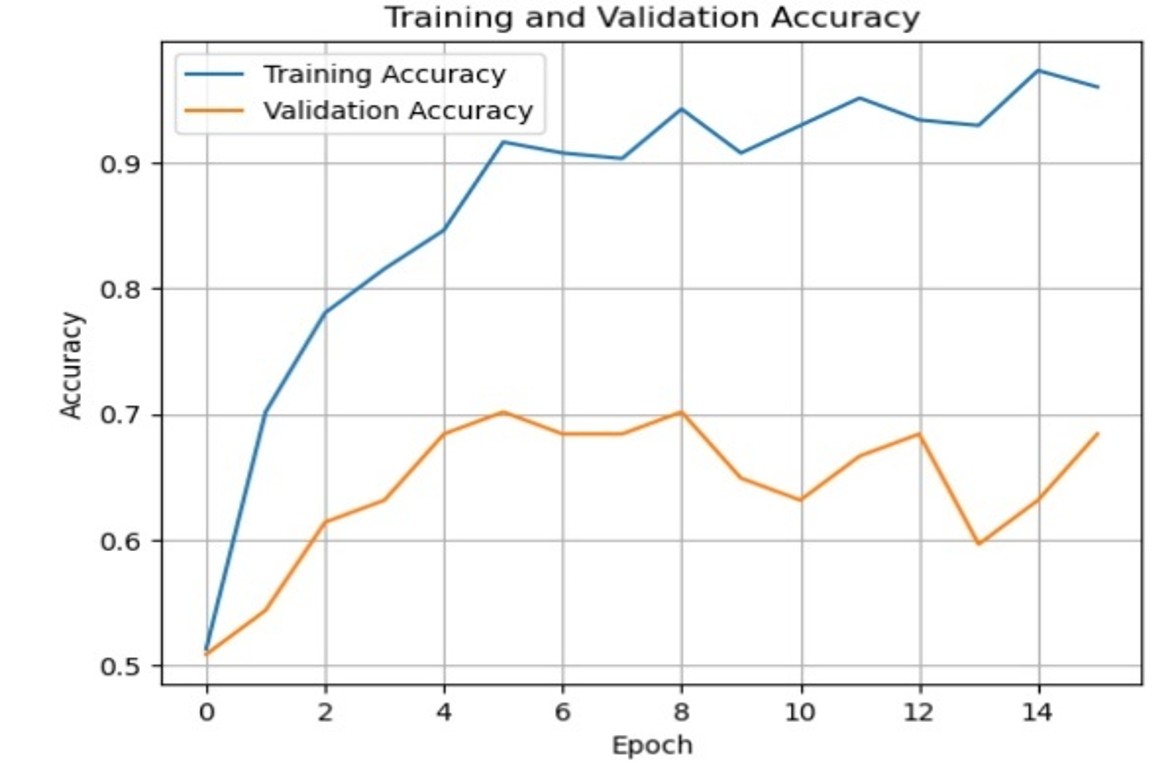 Training and Validation Accuracy
Training Accuracy
Validation Accuracy
0.9
0.8
0.7
0.6
0.5
Accuracy
0 2 4 6 8 10 12 14
Epoch